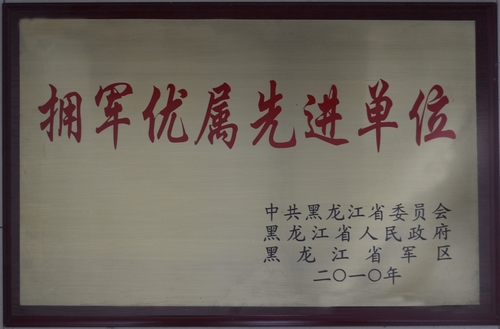 拥军优属先进单位
中共黑龙江省委员会
黑龙江省人民政府
黑龙江省军区
二〇一〇年